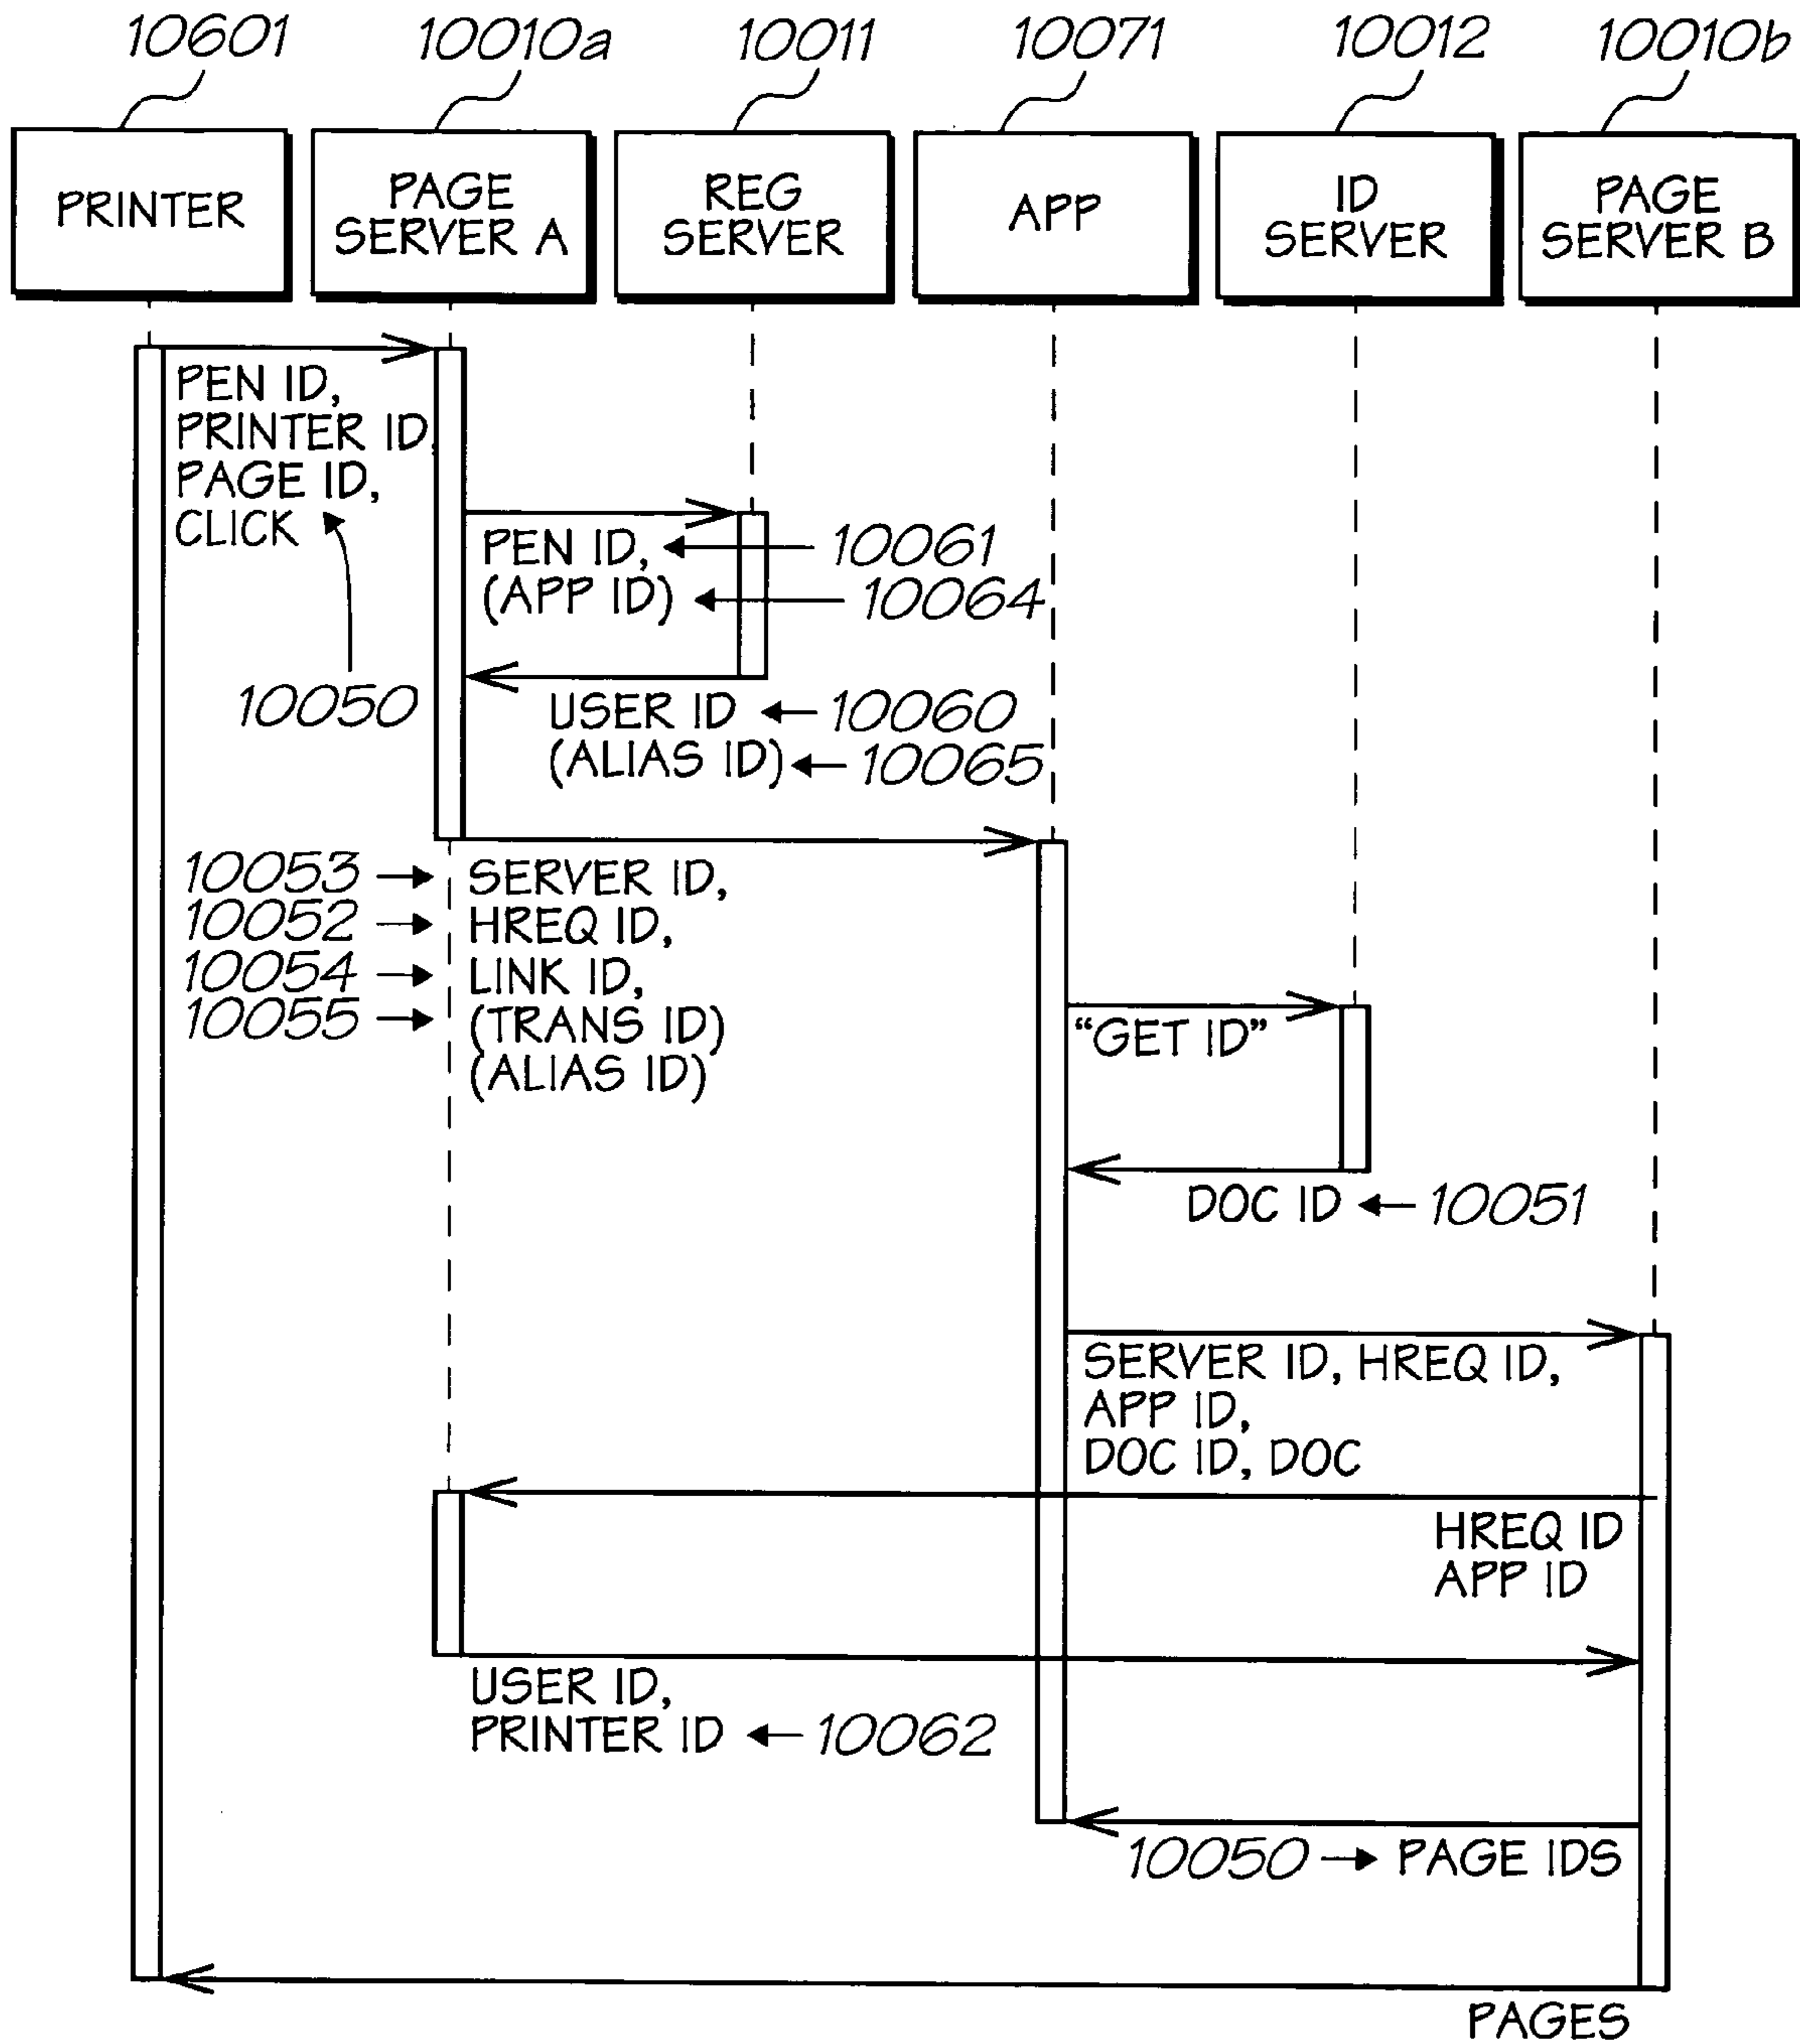 10601 10010a 10011 10071 10012 10010b
PRINTER
PAGE
SERVER A
REG
SERVER
APP
ID
SERVER
PAGE
SERVER B
PEN ID,
PRINTER ID
PAGE ID,
CLICK
10050
PEN ID, 10061
(APP ID) 10064
USER ID 10060
(ALIAS ID) 10065
10053 SERVER ID,
10052 HREQ ID,
10054 LINK ID,
10055 (TRANS ID)
(ALIAS ID)
"GET ID"
DOC ID 10051
SERVER ID, HREQ ID,
APP ID,
DOC ID, DOC
HREQ ID
APP ID
USER ID,
PRINTER ID 10062
10050 PAGE IDS
PAGES